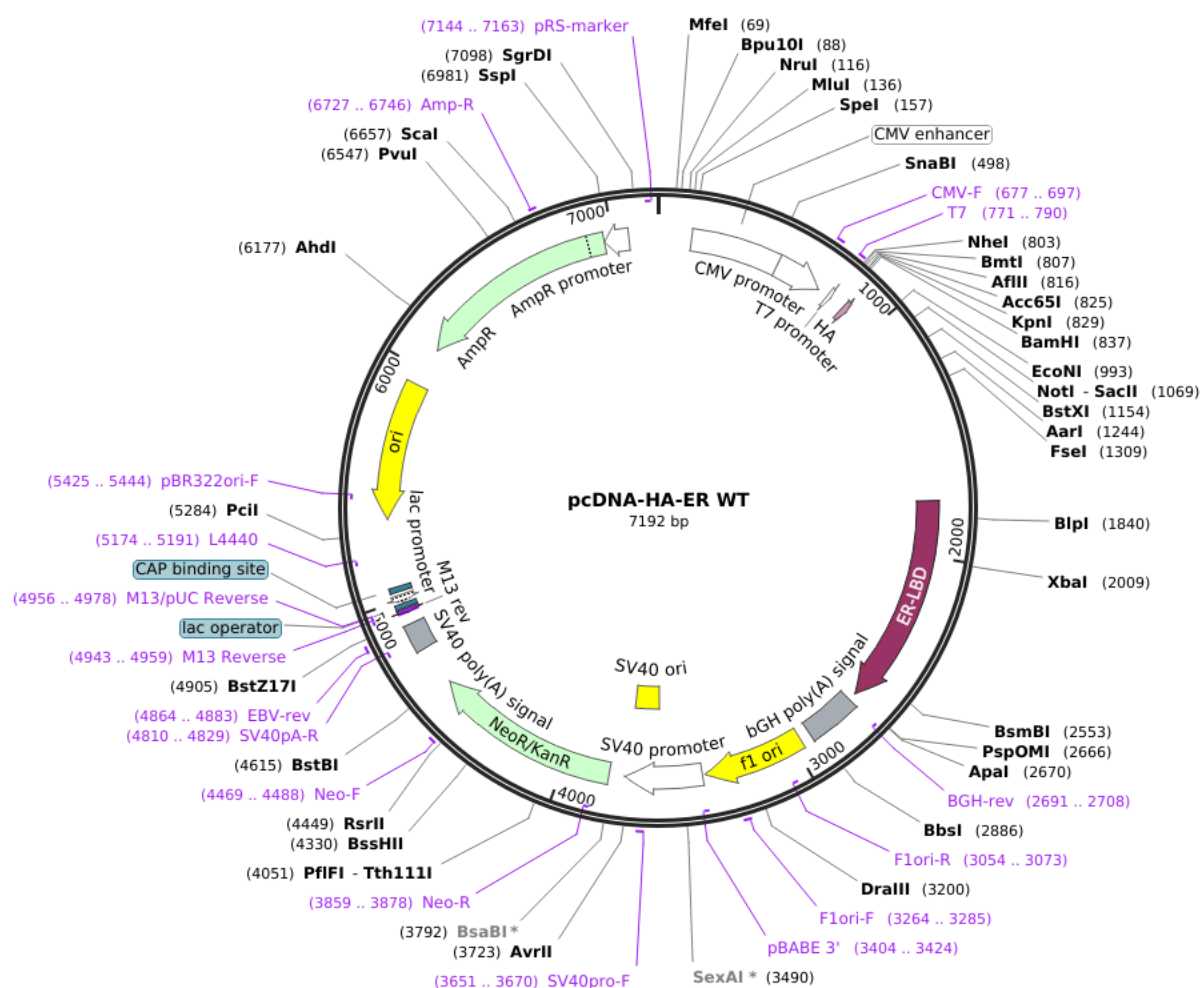 pcDNA-HA-ER WT
7192 bp
(7144 .. 7163) pRS-marker
(7098) SgrDI
(6981) SspI
(6727 .. 6746) Amp-R
(6657) ScaI
(6547) PvuI
(6177) AhdI
(5425 .. 5444) pBR322ori-F
(5284) PciI
(5174 .. 5191) L4440
CAP binding site
(4956 .. 4978) M13/pUC Reverse
lac operator
(4943 .. 4959) M13 Reverse
(4905) BstZ17I
(4864 .. 4883) EBV-rev
(4810 .. 4829) SV40pA-R
(4615) BstBI
(4469 .. 4488) Neo-F
(4449) RsrII
(4330) BssHII
(4051) PflFI - Tth111I
(3859 .. 3878) Neo-R
(3792) BsaBI *
(3723) AvrII
(3651 .. 3670) SV40pro-F
MfeI (69)
Bpu10I (88)
NruI (116)
MluI (136)
SpeI (157)
CMV enhancer
SnaBI (498)
CMV-F (677 .. 697)
T7 (771 .. 790)
NheI (803)
BmtI (807)
AflII (816)
Acc65I (825)
KpnI (829)
BamHI (837)
EcoNI (993)
NotI - SacII (1069)
BstXI (1154)
AarI (1244)
FseI (1309)
BlpI (1840)
XbaI (2009)
BsmBI (2553)
PspOMI (2666)
ApaI (2670)
BGH-rev (2691 .. 2708)
BbsI (2886)
F1ori-R (3054 .. 3073)
DraIII (3200)
F1ori-F (3264 .. 3285)
pBABE 3' (3404 .. 3424)
SexAI * (3490)
1000
2000
3000
4000
5000
6000
7000
CMV promoter
T7 promoter
HA
ER-LBD
bGH poly(A) signal
f1 ori
SV40 promoter
SV40 ori
NeoR/KanR
SV40 poly(A) signal
M13 rev
lac promoter
ori
AmpR
AmpR promoter